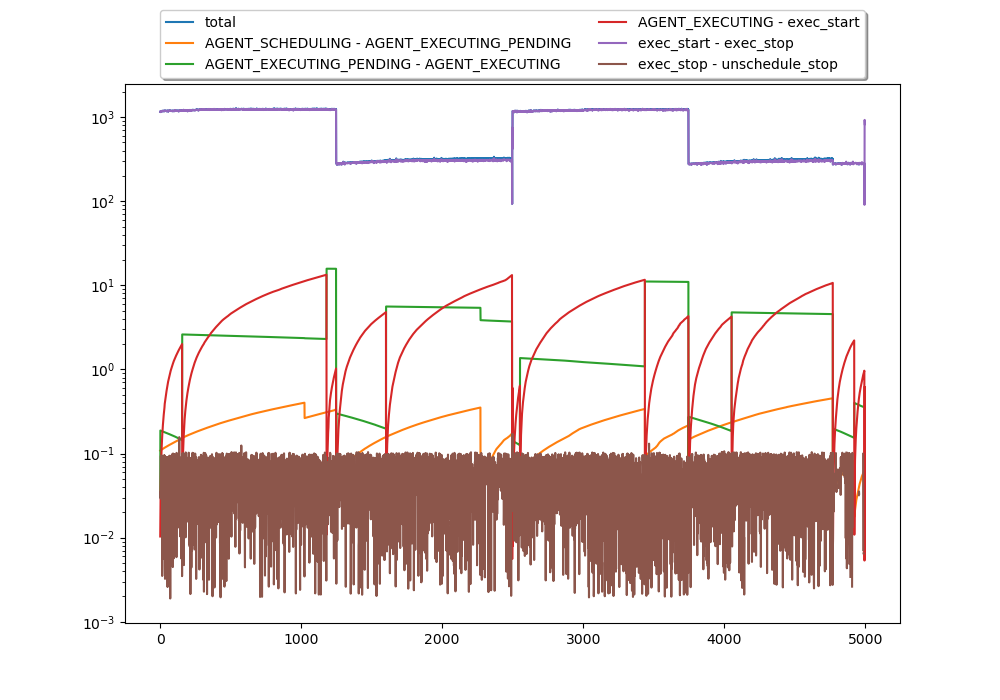 total
AGENT_SCHEDULING - AGENT_EXECUTING_PENDING
AGENT_EXECUTING_PENDING - AGENT_EXECUTING
AGENT_EXECUTING - exec_start
exec_start - exec_stop
exec_stop - unschedule_stop
10³
10²
10¹
10⁰
10⁻¹
10⁻²
10⁻³
0 1000 2000 3000 4000 5000